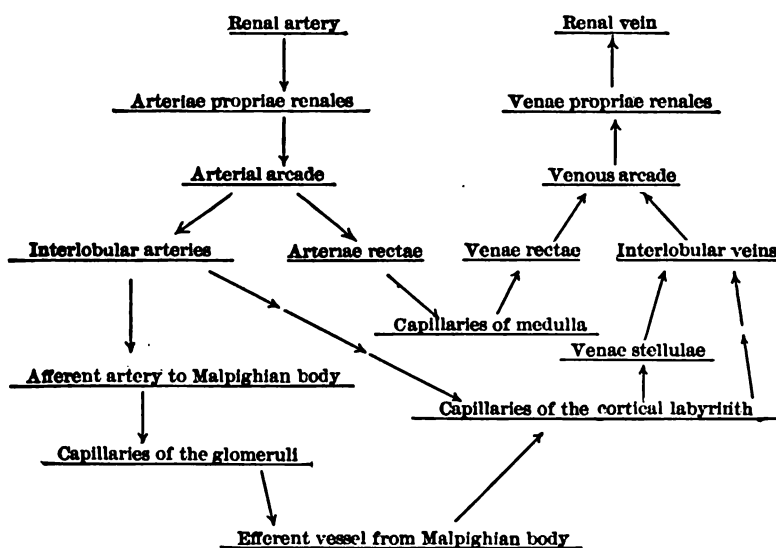 Renal artery
Renal vein
Arteriae propriae renales
Venae propriae renales
Arterial arcade
Venous arcade
Interlobular arteries
Arteriae rectae
Venae rectae
Interlobular veins
Capillaries of medulla
Venae stellulae
Afferent artery to Malpighian body
Capillaries of the cortical labyrinth
Capillaries of the glomeruli
Efferent vessel from Malpighian body